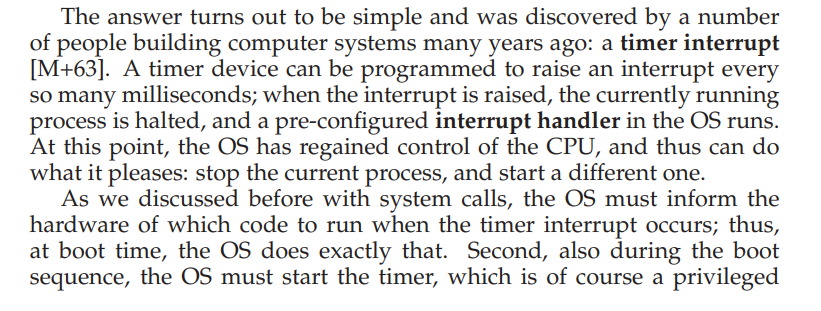 The answer turns out to be simple and was discovered by a number
of people building computer systems many years ago: a timer interrupt
[M+63]. A timer device can be programmed to raise an interrupt every
so many milliseconds; when the interrupt is raised, the currently running
process is halted, and a pre-configured interrupt handler in the OS runs.
At this point, the OS has regained control of the CPU, and thus can do
what it pleases: stop the current process, and start a different one.
As we discussed before with system calls, the OS must inform the
hardware of which code to run when the timer interrupt occurs; thus,
at boot time, the OS does exactly that. Second, also during the boot
sequence, the OS must start the timer, which is of course a privileged